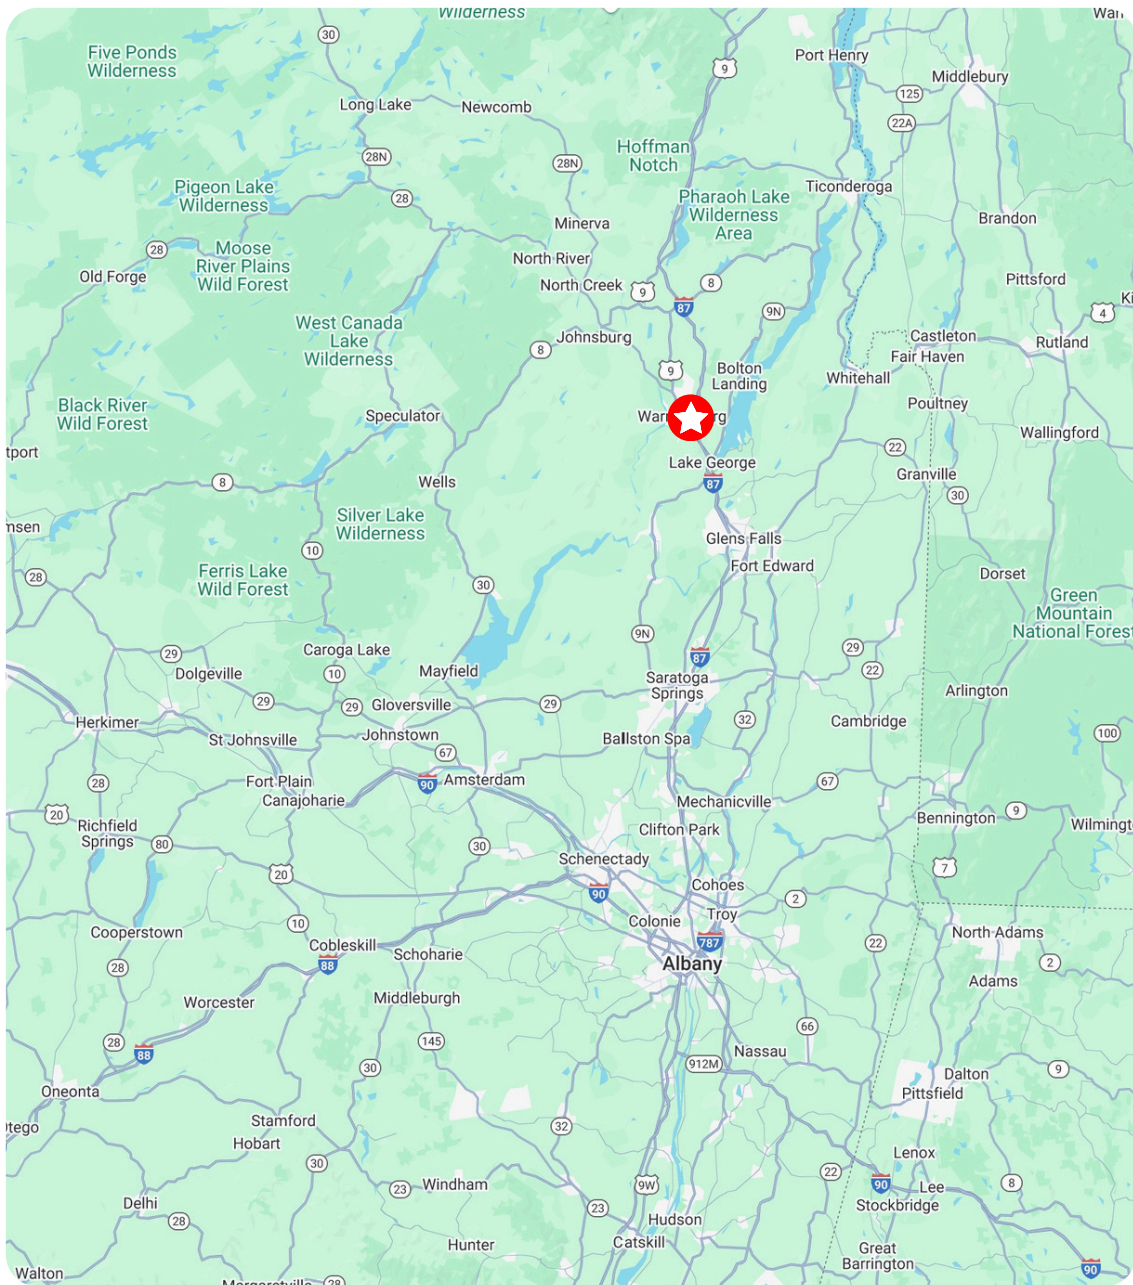 Wilderness
Wan
30
Five Ponds
Wilderness
9
Port Henry
Middlebury
125
Long Lake
Newcomb
22A
Hoffman
Notch
28N
28N
Pigeon Lake
Wilderness
28
Pharaoh Lake
Wilderness
Area
Ticonderoga
Minerva
Brandon
28
Moose
River Plains
Wild Forest
Old Forge
North River
North Creek
9
87
8
Pittsford
9N
Ki
4
West Canada
Lake
Wilderness
Johnsburg
8
Castleton
Fair Haven
Rutland
9
Bolton
Landing
Whitehall
Black River
Wild Forest
Speculator
Warr
rg
Poultney
Wallingford
tport
Lake George
87
22
Granville
8
Wells
30
Silver Lake
Wilderness
msen
10
Glens Falls
Fort Edward
28
Ferris Lake
Wild Forest
30
Dorset
Green
Mountain
National Forest
9N
29
Caroga Lake
29
Dolgeville
10
Mayfield
87
22
Saratoga
Springs
Arlington
29
29
Gloversville
29
Herkimer
St Johnsville
Johnstown
32
Cambridge
100
67
Ballston Spa
28
Fort Plain
Canajoharie
90
Amsterdam
67
Mechanicville
20
Richfield
Springs
80
30
Clifton Park
Bennington
9
Wilmingt
Schenectady
20
90
7
Cohoes
2
10
Colonie
Troy
Cooperstown
Cobleskill
Schoharie
787
22
North Adams
28
88
Albany
2
Adams
Worcester
Middleburgh
66
28
88
145
Nassau
912M
30
Dalton
9
Oneonta
Pittsfield
Otego
Stamford
32
Hobart
30
Lenox
22
Windham
23
9W
90
Lee
8
Delhi
Stockbridge
28
23
Hudson
Hunter
Catskill
Great
Barrington
90
Walton
Margaretville
28